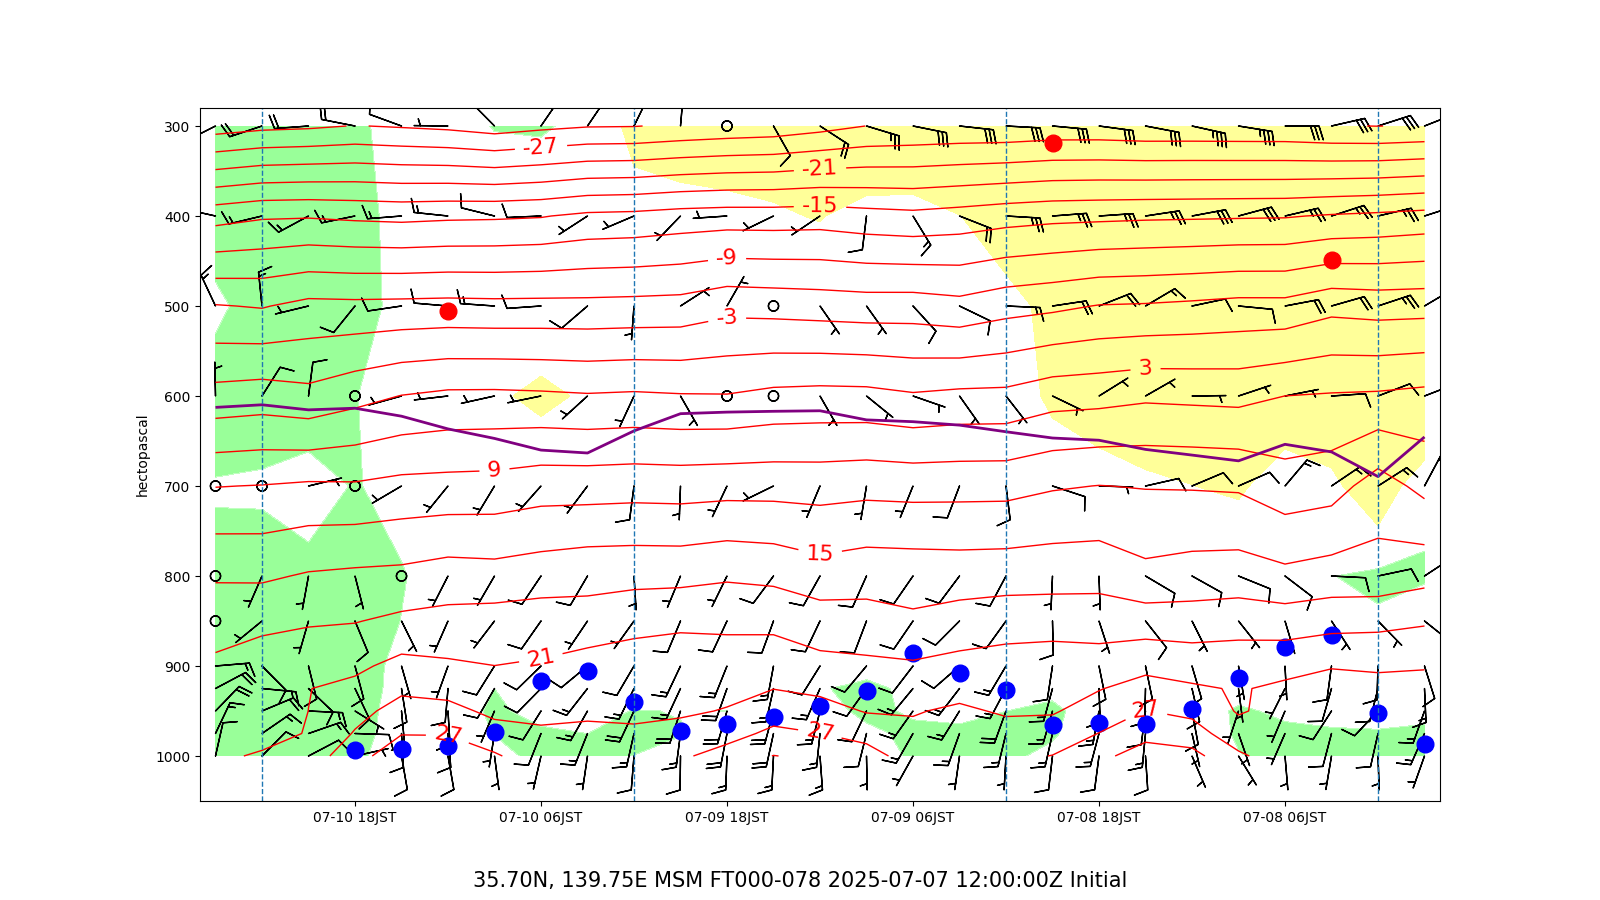 300
400
500
600
700
800
900
1000
hectopascal
-27
-21
-15
-9
-3
3
9
15
21
27
27
27
07-10 18JST
07-10 06JST
07-09 18JST
07-09 06JST
07-08 18JST
07-08 06JST
35.70N, 139.75E MSM FT000-078 2025-07-07 12:00:00Z Initial